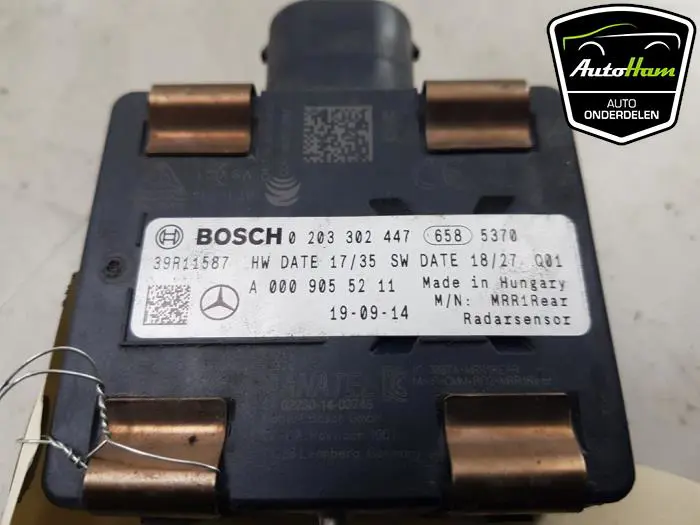 AutoHam
AUTO
ONDERDELEN
BOSCH 0 203 302 447 658 5370
39R11587 HW DATE 17/35 SW DATE 18/27 Q01
A 000 905 52 11 Made in Hungary
19-09-14 M/N: MRR1Rear
Radarsensor